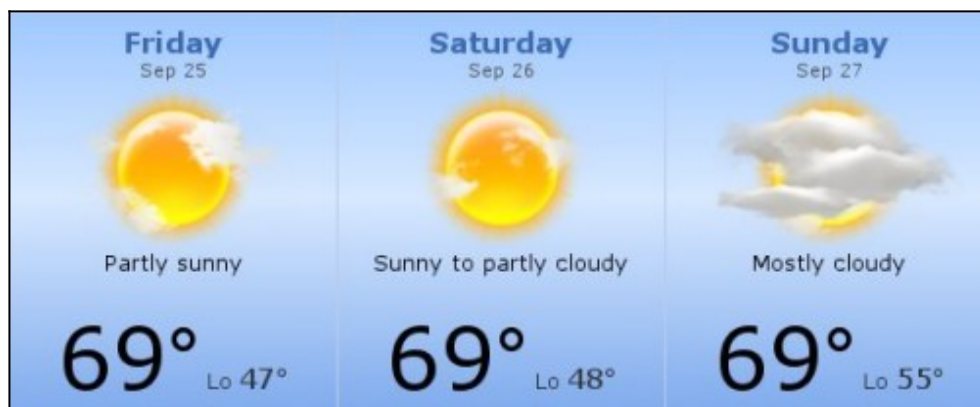 Friday
Sep 25
Partly sunny
69° Lo 47°
Saturday
Sep 26
Sunny to partly cloudy
69° Lo 48°
Sunday
Sep 27
Mostly cloudy
69° Lo 55°